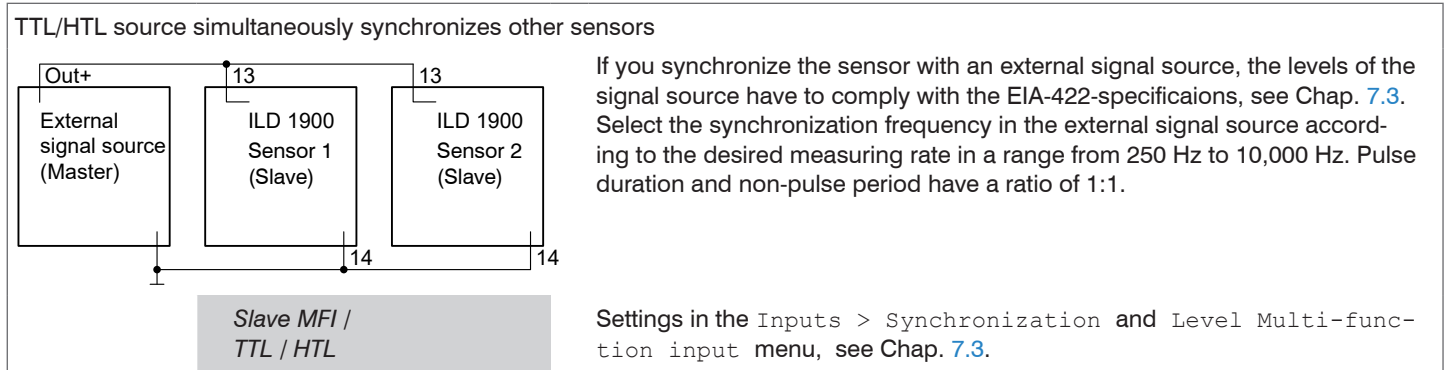 TTL/HTL source simultaneously synchronizes other sensors
Out+
13
13
External
signal source
(Master)
ILD 1900
Sensor 1
(Slave)
ILD 1900
Sensor 2
(Slave)
14
14
Slave MFI /
TTL / HTL
If you synchronize the sensor with an external signal source, the levels of the
signal source have to comply with the EIA-422-specificaions, see Chap. 7.3.
Select the synchronization frequency in the external signal source accord-
ing to the desired measuring rate in a range from 250 Hz to 10,000 Hz. Pulse
duration and non-pulse period have a ratio of 1:1.
Settings in the Inputs > Synchronization and Level Multi-func-
tion input menu, see Chap. 7.3.